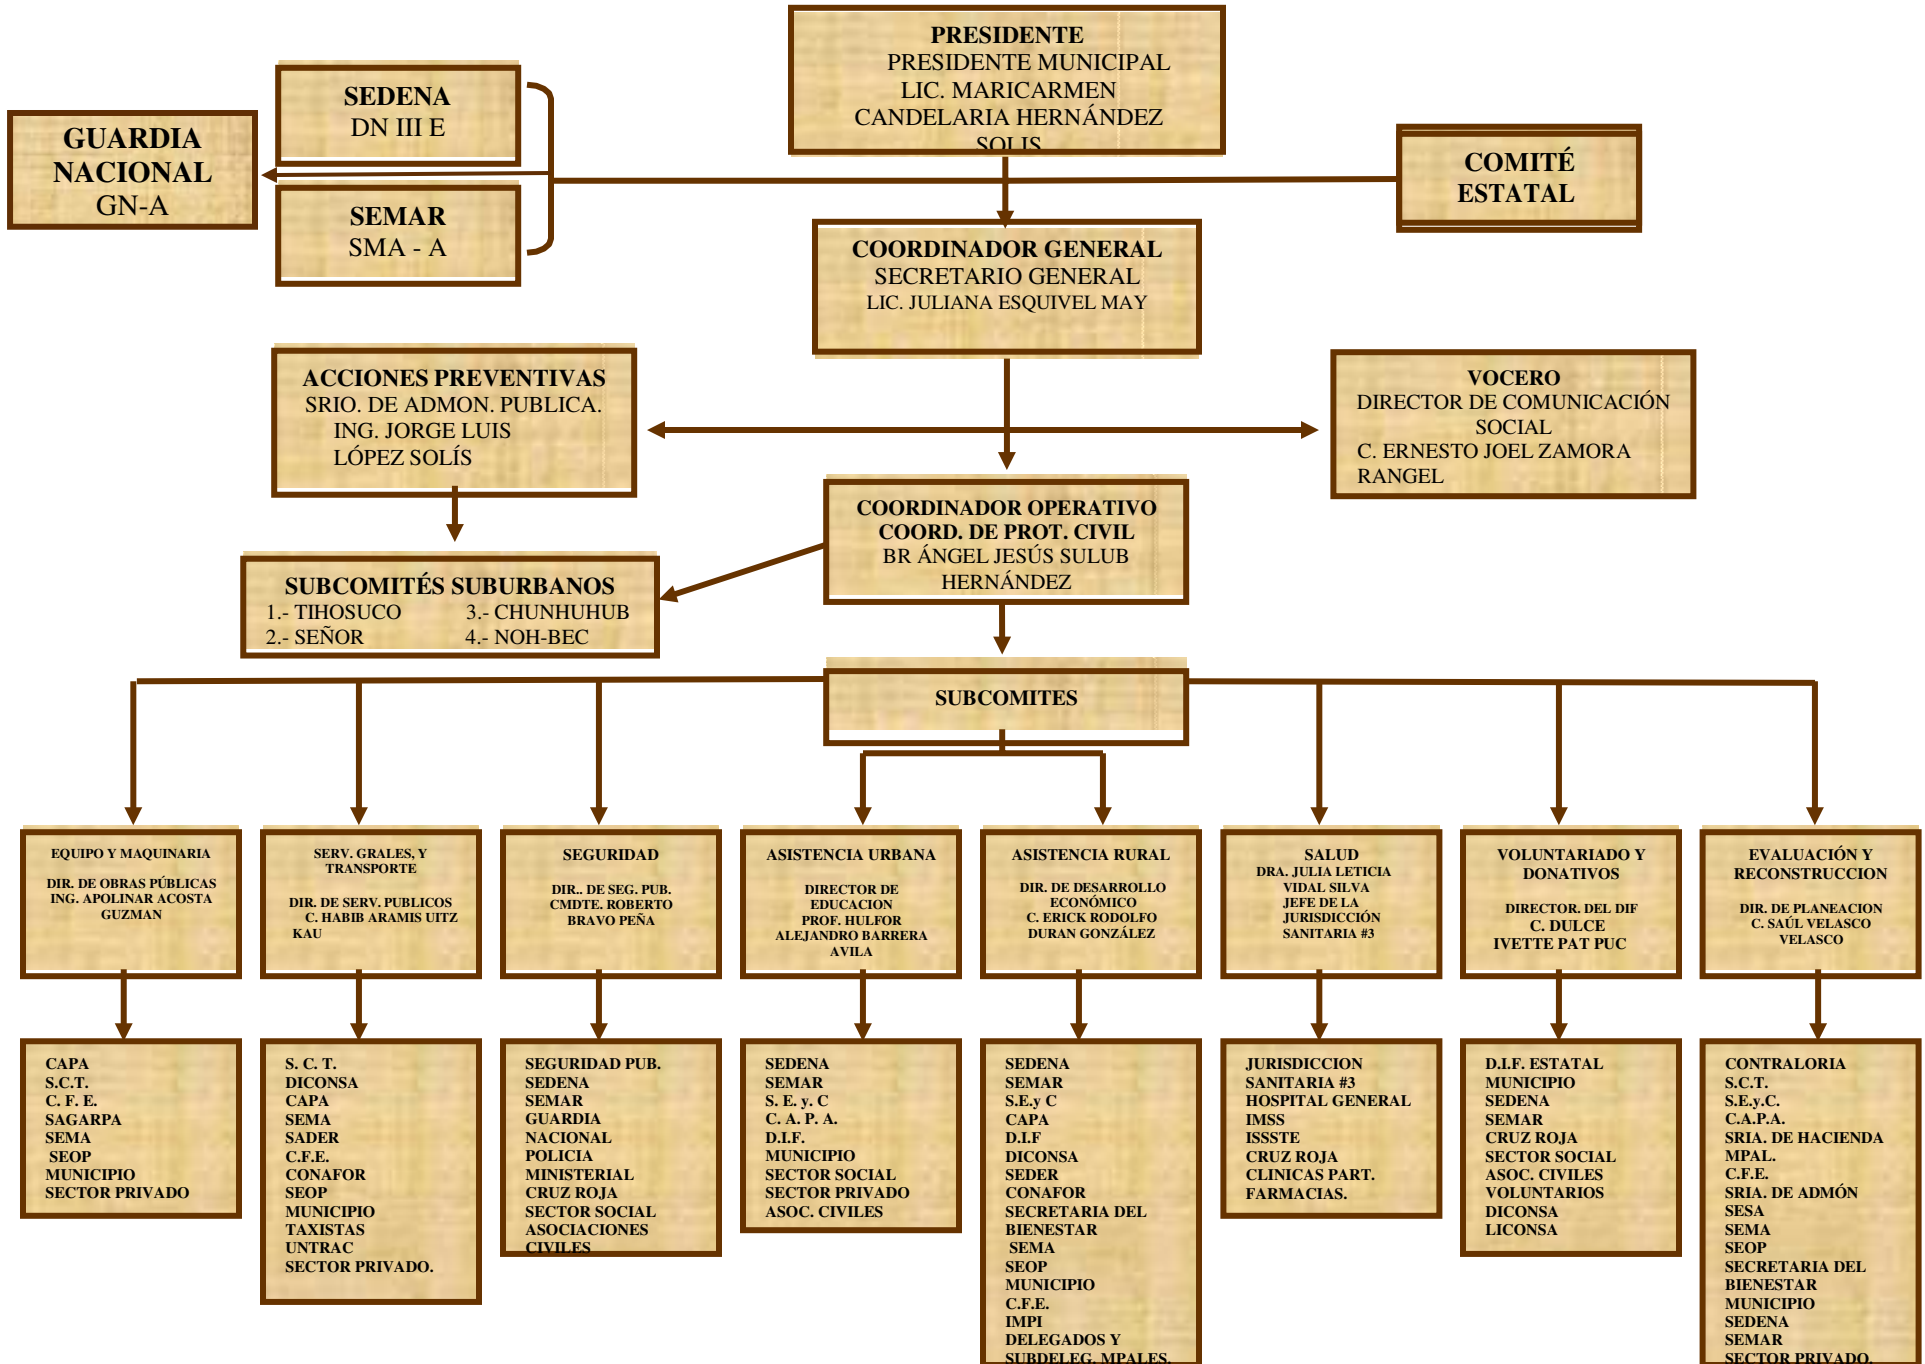 PRESIDENTE
PRESIDENTE MUNICIPAL
LIC. MARICARMEN
CANDELARIA HERNÁNDEZ
SOLIS
SEDENA
DN III E
GUARDIA
NACIONAL
GN-A
SEMAR
SMA - A
COMITÉ
ESTATAL
COORDINADOR GENERAL
SECRETARIO GENERAL
LIC. JULIANA ESQUIVEL MAY
ACCIONES PREVENTIVAS
SRIO. DE ADMON. PUBLICA.
ING. JORGE LUIS
LÓPEZ SOLÍS
VOCERO
DIRECTOR DE COMUNICACIÓN
SOCIAL
C. ERNESTO JOEL ZAMORA
RANGEL
COORDINADOR OPERATIVO
COORD. DE PROT. CIVIL
BR ÁNGEL JESÚS SULUB
HERNÁNDEZ
SUBCOMITÉS SUBURBANOS
1.- TIHOSUCO 3.- CHUNHUHUB
2.- SEÑOR 4.- NOH-BEC
SUBCOMITES
EQUIPO Y MAQUINARIA
DIR. DE OBRAS PÚBLICAS
ING. APOLINAR ACOSTA
GUZMAN
SERV. GRALES, Y
TRANSPORTE
DIR. DE SERV. PUBLICOS
C. HABIB ARAMIS UITZ
KAU
SEGURIDAD
DIR.. DE SEG. PUB.
CMDTE. ROBERTO
BRAVO PEÑA
ASISTENCIA URBANA
DIRECTOR DE
EDUCACION
PROF. HULFOR
ALEJANDRO BARRERA
AVILA
ASISTENCIA RURAL
DIR. DE DESARROLLO
ECONÓMICO
C. ERICK RODOLFO
DURAN GONZÁLEZ
SALUD
DRA. JULIA LETICIA
VIDAL SILVA
JEFE DE LA
JURISDICCIÓN
SANITARIA #3
VOLUNTARIADO Y
DONATIVOS
DIRECTOR. DEL DIF
C. DULCE
IVETTE PAT PUC
EVALUACIÓN Y
RECONSTRUCCION
DIR. DE PLANEACION
C. SAÚL VELASCO
VELASCO
CAPA
S.C.T.
C. F. E.
SAGARPA
SEMA
SEOP
MUNICIPIO
SECTOR PRIVADO
S. C. T.
DICONSA
CAPA
SEMA
SADER
C.F.E.
CONAFOR
SEOP
MUNICIPIO
TAXISTAS
UNTRAC
SECTOR PRIVADO.
SEGURIDAD PUB.
SEDENA
SEMAR
GUARDIA
NACIONAL
POLICIA
MINISTERIAL
CRUZ ROJA
SECTOR SOCIAL
ASOCIACIONES
CIVILES
SEDENA
SEMAR
S. E. y. C
C. A. P. A.
D.I.F.
MUNICIPIO
SECTOR SOCIAL
SECTOR PRIVADO
ASOC. CIVILES
SEDENA
SEMAR
S.E.y C
CAPA
D.I.F
DICONSA
SEDER
CONAFOR
SECRETARIA DEL
BIENESTAR
SEMA
SEOP
MUNICIPIO
C.F.E.
IMPI
DELEGADOS Y
SUBDELEG. MPALES.
JURISDICCION
SANITARIA #3
HOSPITAL GENERAL
IMSS
ISSSTE
CRUZ ROJA
CLINICAS PART.
FARMACIAS.
D.I.F. ESTATAL
MUNICIPIO
SEDENA
SEMAR
CRUZ ROJA
SECTOR SOCIAL
ASOC. CIVILES
VOLUNTARIOS
DICONSA
LICONSA
CONTRALORIA
S.C.T.
S.E.y.C.
C.A.P.A.
SRIA. DE HACIENDA
MPAL.
C.F.E.
SRIA. DE ADMÓN
SESA
SEMA
SEOP
SECRETARIA DEL
BIENESTAR
MUNICIPIO
SEDENA
SEMAR
SECTOR PRIVADO.